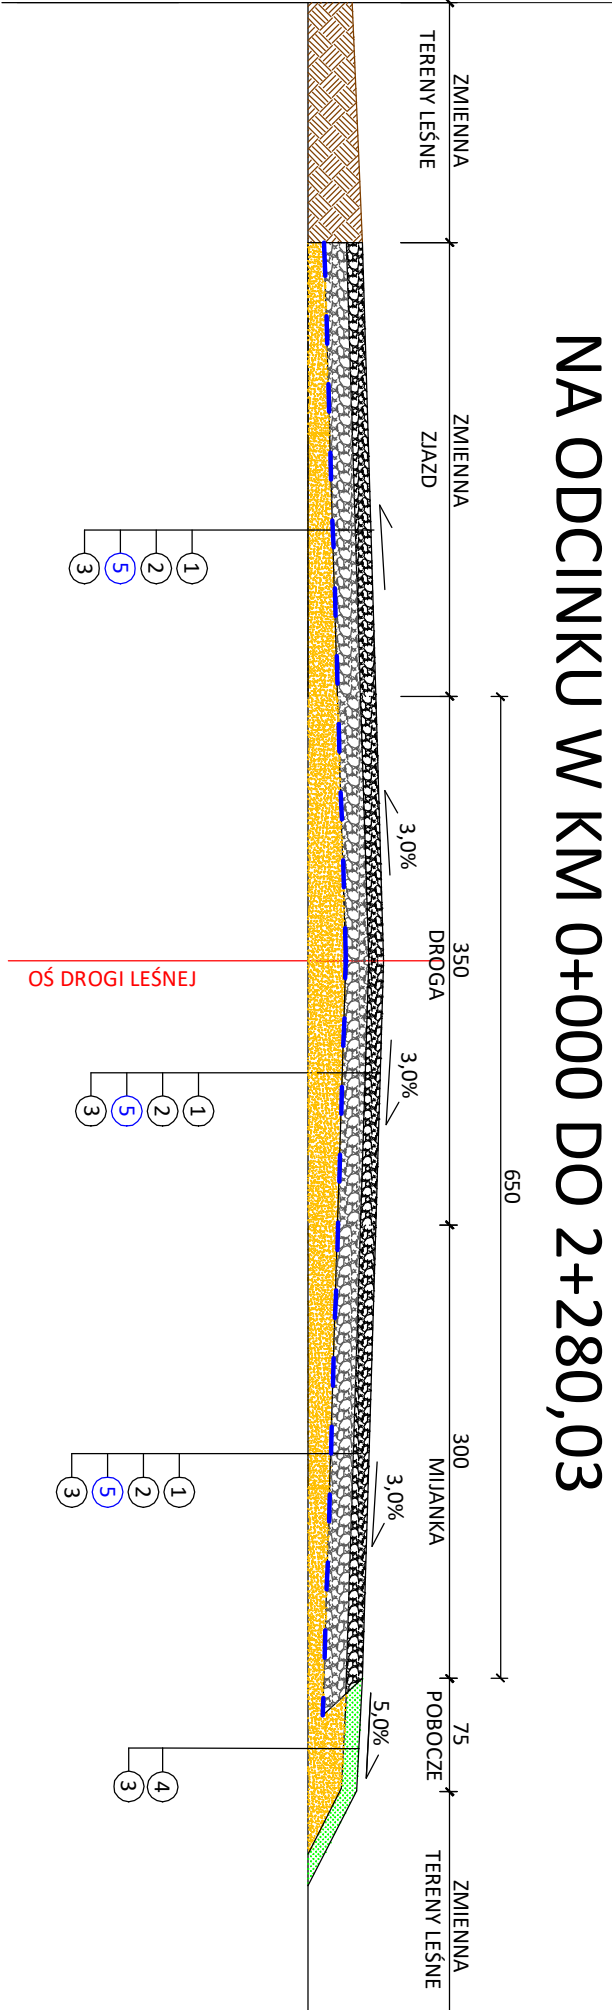 NA ODCINKU W KM 0+000 DO 2+280,03
650
ZMIENNA
TERENY LEŚNE
ZMIENNA
ZJAZD
350
DROGA
300
MIJANKA
75
POBOCZE
ZMIENNA
TERENY LEŚNE
3,0%
3,0%
3,0%
5,0%
OŚ DROGI LEŚNEJ
1
2
5
3
1
2
5
3
1
2
5
3
4
3